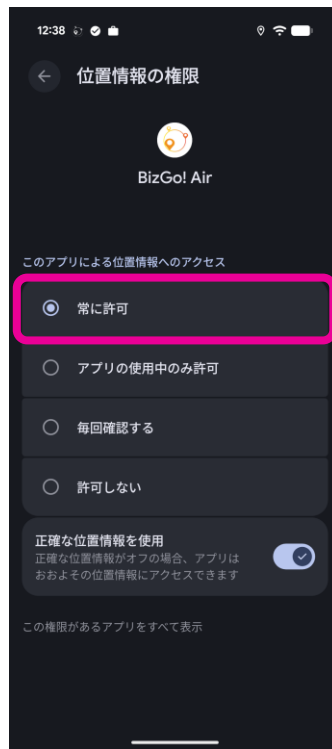 12:38
位置情報の権限
BizGo! Air
このアプリによる位置情報へのアクセス
常に許可
アプリの使用中のみ許可
毎回確認する
許可しない
正確な位置情報を使用
正確な位置情報がオフの場合、アプリは
おおよその位置情報にアクセスできます
この権限があるアプリをすべて表示